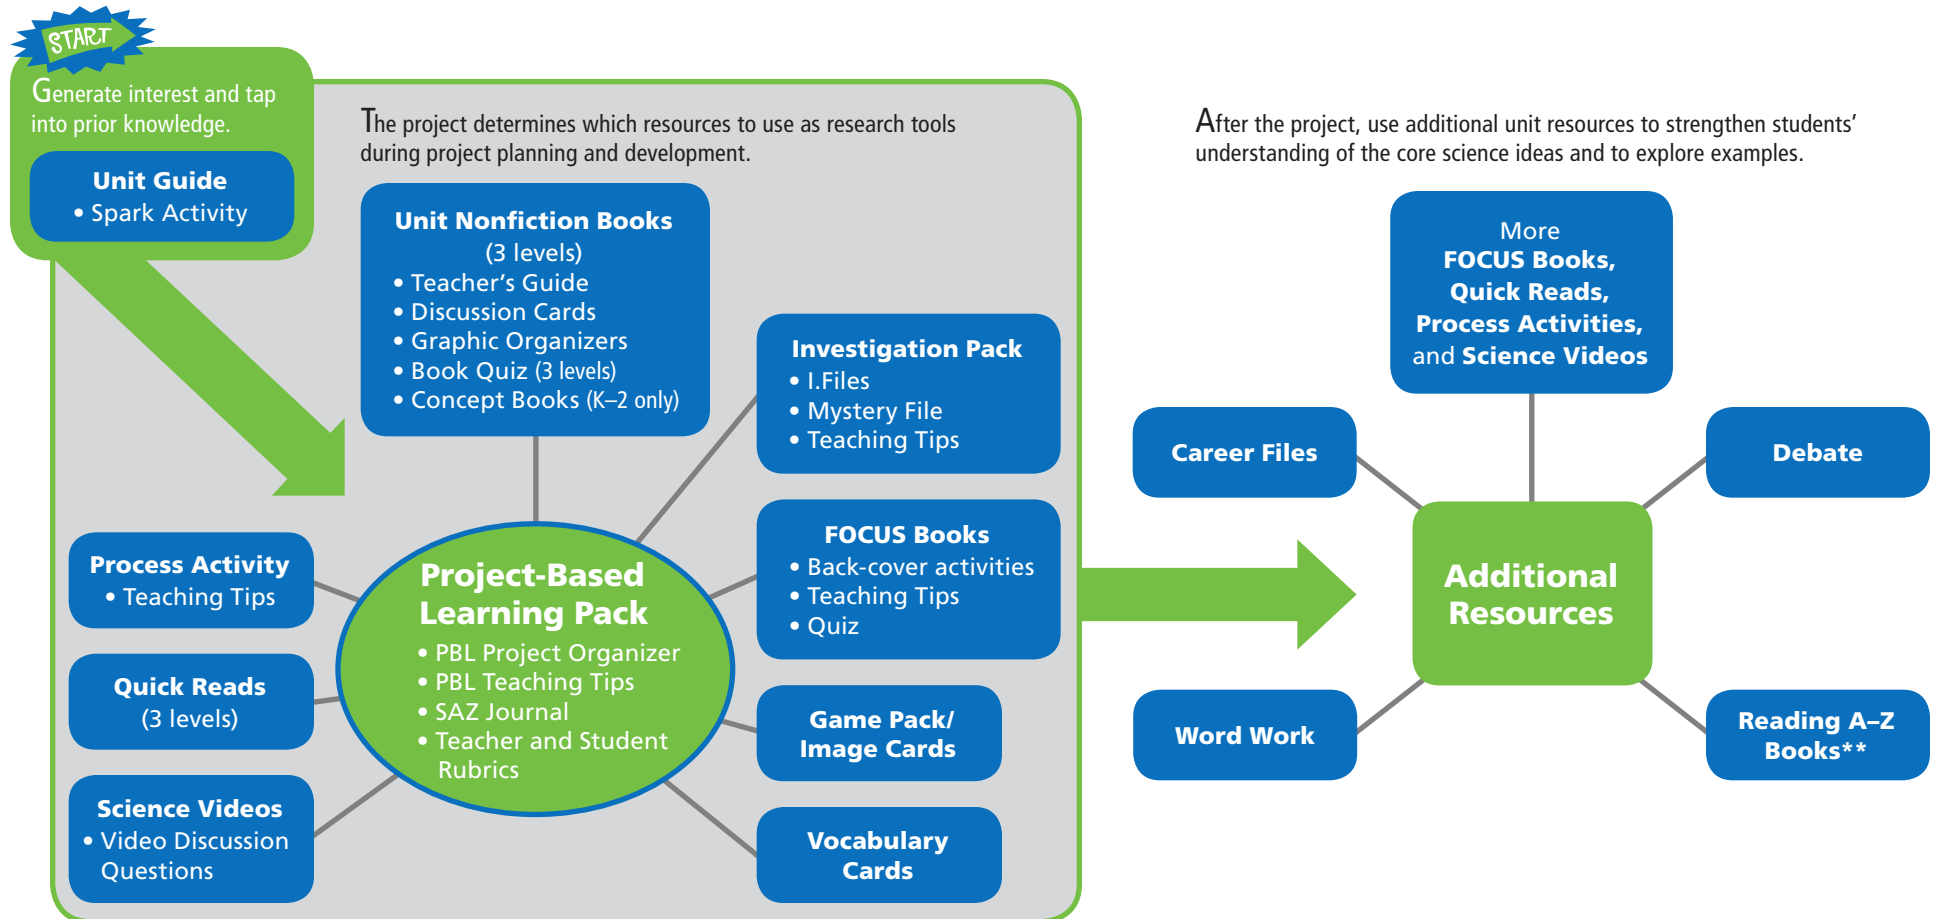 START
Generate interest and tap
into prior knowledge.
Unit Guide
• Spark Activity
The project determines which resources to use as research tools
during project planning and development.
Unit Nonfiction Books
(3 levels)
• Teacher's Guide
• Discussion Cards
• Graphic Organizers
• Book Quiz (3 levels)
• Concept Books (K–2 only)
Investigation Pack
• I.Files
• Mystery File
• Teaching Tips
FOCUS Books
• Back-cover activities
• Teaching Tips
• Quiz
Game Pack/
Image Cards
Vocabulary
Cards
Process Activity
• Teaching Tips
Quick Reads
(3 levels)
Science Videos
• Video Discussion
Questions
Project-Based
Learning Pack
• PBL Project Organizer
• PBL Teaching Tips
• SAZ Journal
• Teacher and Student
Rubrics
After the project, use additional unit resources to strengthen students'
understanding of the core science ideas and to explore examples.
More
FOCUS Books,
Quick Reads,
Process Activities,
and Science Videos
Career Files
Debate
Additional
Resources
Word Work
Reading A–Z
Books**